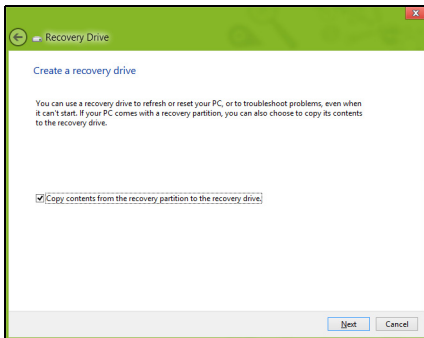 Recovery Drive
Create a recovery drive
You can use a recovery drive to refresh or reset your PC, or to troubleshoot problems, even when
it can't start. If your PC comes with a recovery partition, you can also choose to copy its contents
to the recovery drive.
Copy contents from the recovery partition to the recovery drive.
Next Cancel